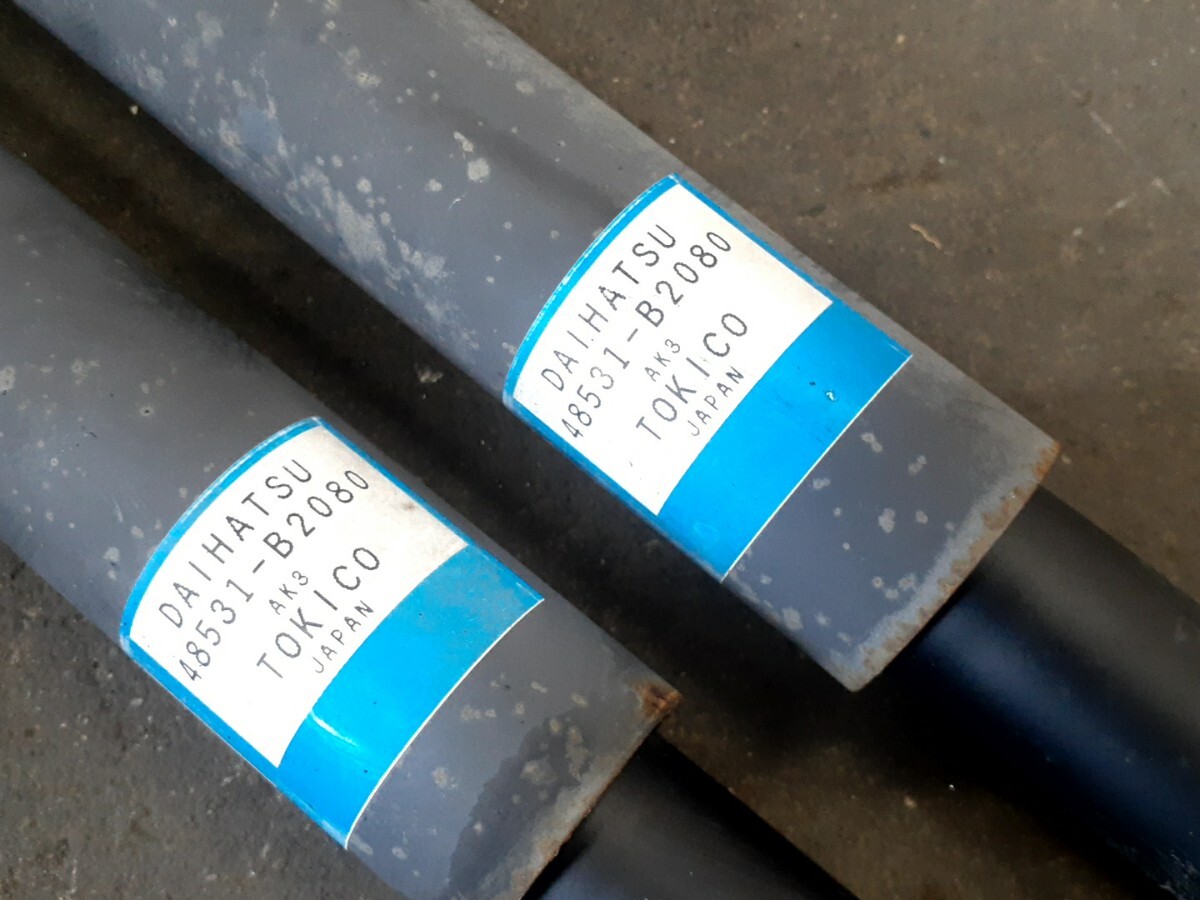 DAIHATSU
48531-B2080
AK3
TOKICO
JAPAN
DAIHATSU
48531-B2080
AK3
TOKICO
JAPAN